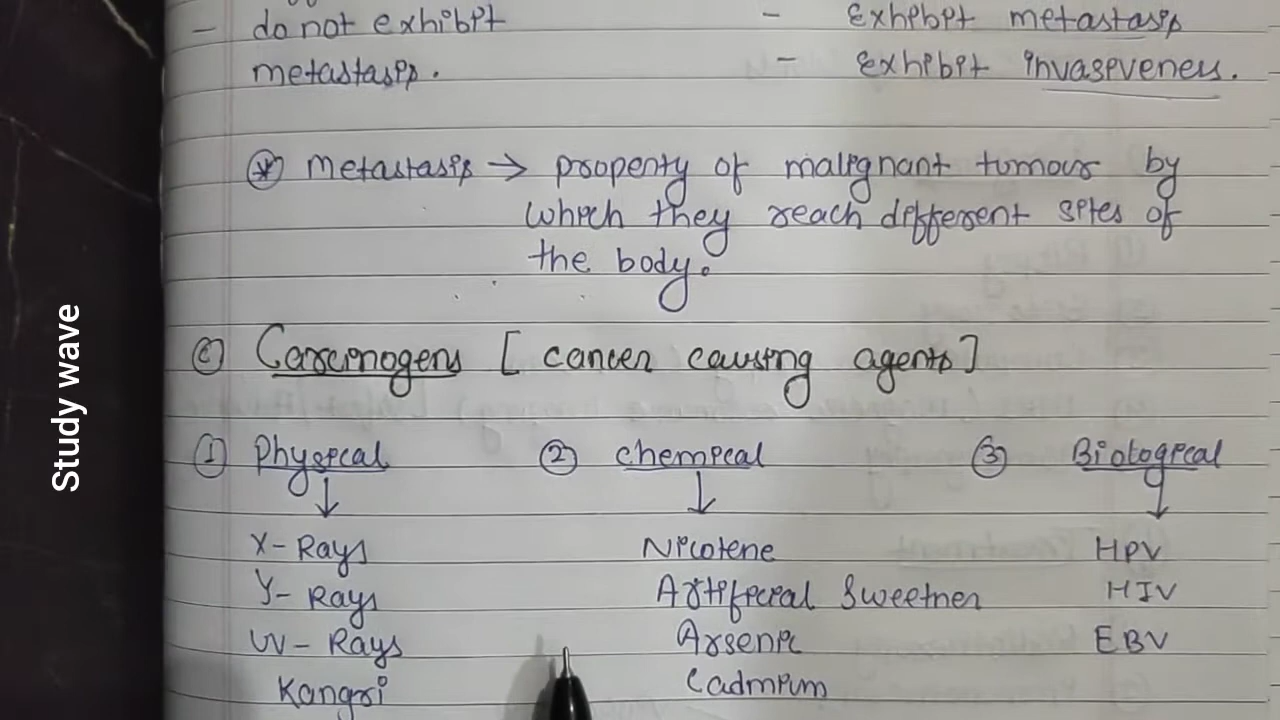 - do not exhibit - Exhibit metastasis
metastasis. - Exhibit invasiveness.
* Metastasis → property of malignant tumour by
which they reach different sites of
the body.
C Carcinogens [ cancer causing agents ]
1 Physical 2 chemical 3 Biological
↓ ↓ ↓
X-Rays Nicotene HPV
γ- Rays Artificial Sweetner HIV
UV- Rays Arsenic EBV
Kangri Cadmium
Study wave